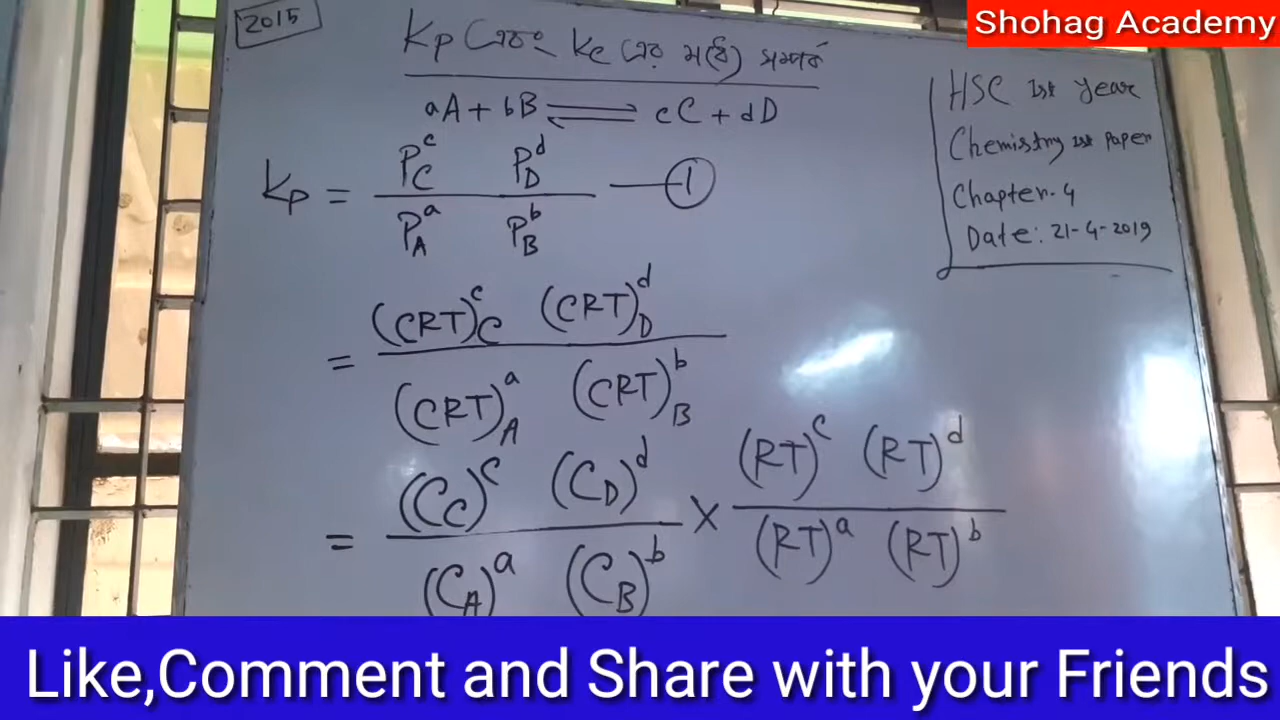 2015
Shohag Academy
Kp এবং Kc এর মধ্যে সম্পর্ক
aA + bB ⇌ cC + dD
HSC 1st Year
Chemistry 1st Paper
Chapter-4
Date: 21-4-2019
Kp = P_C^c P_D^d / P_A^a P_B^b — ①
= (CRT)_C^c (CRT)_D^d / (CRT)_A^a (CRT)_B^b
= (C_C)^c (C_D)^d / (C_A)^a (C_B)^b × (RT)^c (RT)^d / (RT)^a (RT)^b
Like,Comment and Share with your Friends